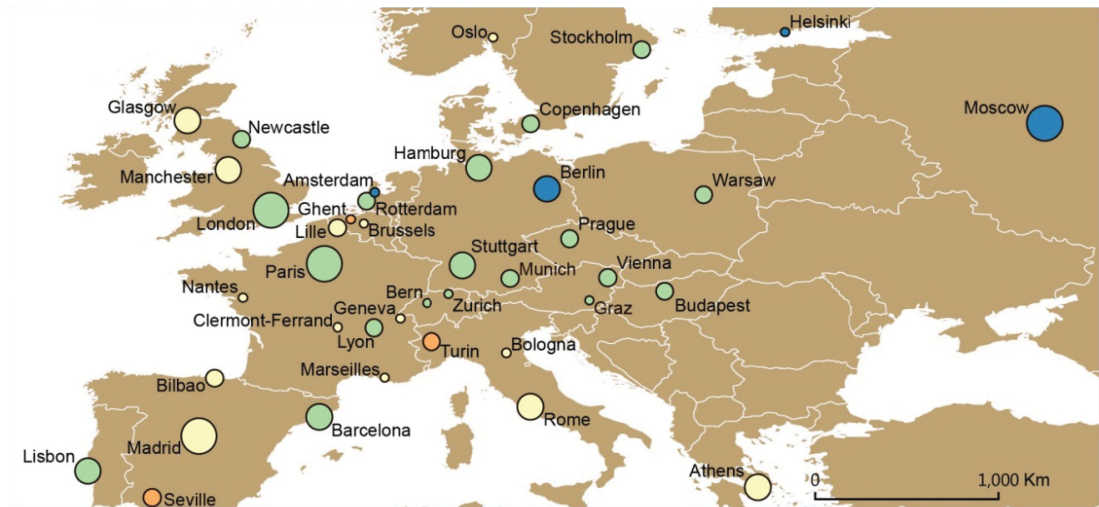 Oslo
Helsinki
Stockholm
Glasgow
Moscow
Copenhagen
Newcastle
Hamburg
Manchester
Amsterdam
Berlin
Warsaw
Ghent
Rotterdam
London
Lille
Brussels
Prague
Stuttgart
Paris
Munich
Vienna
Nantes
Bern
Zurich
Graz
Budapest
Geneva
Clermont-Ferrand
Lyon
Turin
Bologna
Marseilles
Bilbao
Rome
Barcelona
Madrid
Lisbon
Athens
0
1,000 Km
Seville